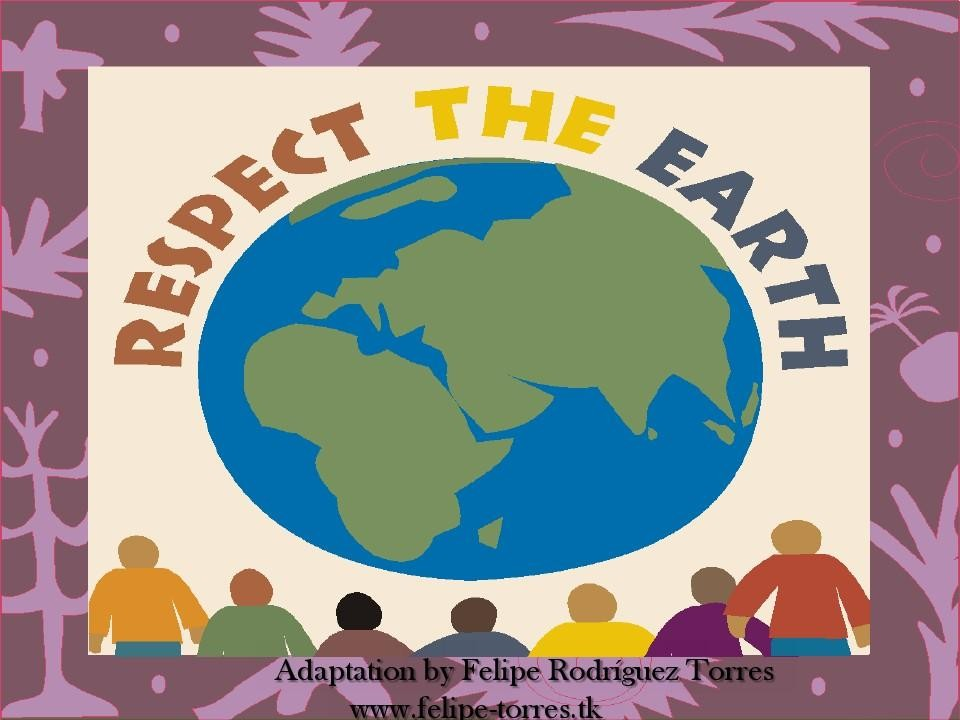 RESPECT THE EARTH
Adaptation by Felipe Rodríguez Torres
www.felipe-torres.tk